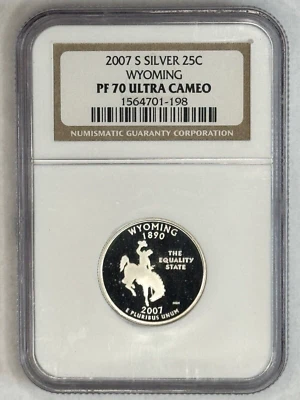 2007 S SILVER 25C
WYOMING
PF 70 ULTRA CAMEO
1564701-198
NUMISMATIC GUARANTY CORPORATION
WYOMING
1890
THE
EQUALITY
STATE
2007
E PLURIBUS UNUM